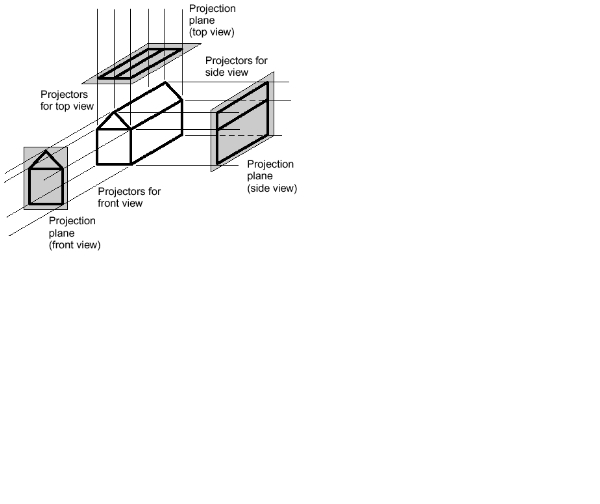 Projection
plane
(top view)
Projectors for
side view
Projectors
for top view
Projection
plane
(side view)
Projectors for
front view
Projection
plane
(front view)